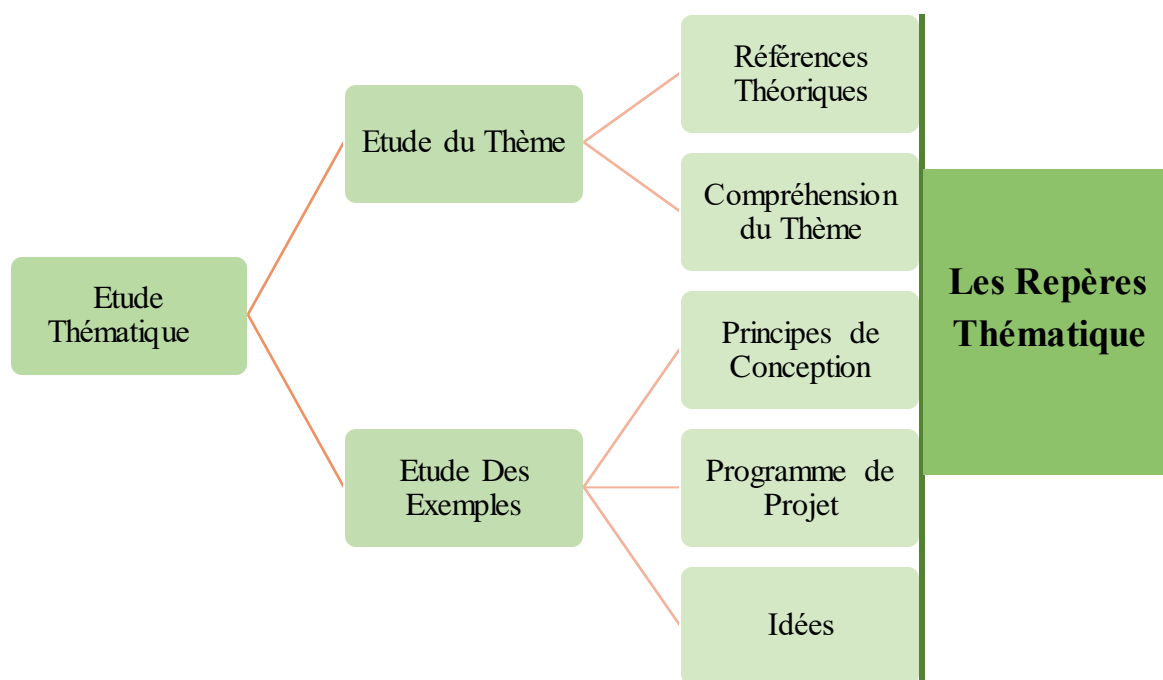 Etude
Thématique
Etude du Thème
Etude Des
Exemples
Références
Théoriques
Compréhension
du Thème
Principes de
Conception
Programme de
Projet
Idées
Les Repères
Thématique